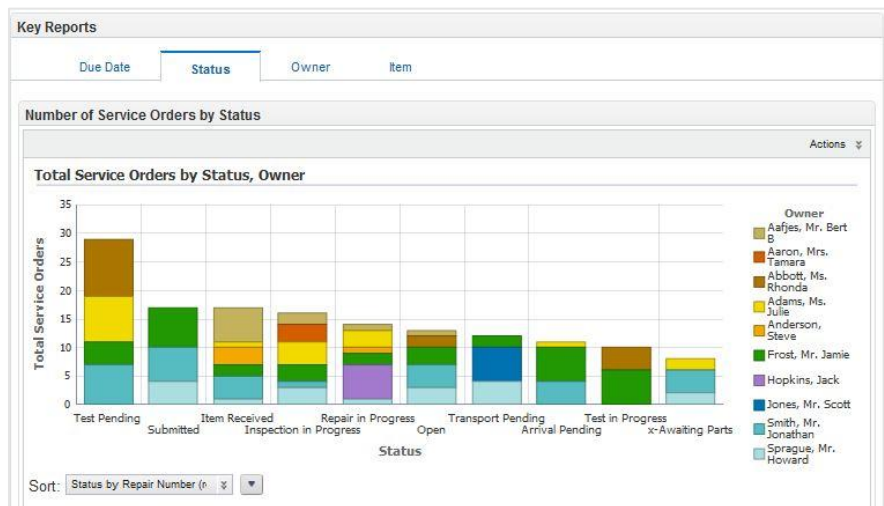 Key Reports
Due Date Status Owner Item
Number of Service Orders by Status
Actions
Total Service Orders by Status, Owner
35
30
25
20
15
10
5
0
Total Service Orders
Test Pending
Submitted
Item Received
Inspection in Progress
Repair in Progress
Open
Transport Pending
Arrival Pending
Test in Progress
x-Awaiting Parts
Status
Owner
Aafjes, Mr. Bert
B
Aaron, Mrs.
Tamara
Abbott, Ms.
Rhonda
Adams, Ms.
Julie
Anderson,
Steve
Frost, Mr. Jamie
Hopkins, Jack
Jones, Mr. Scott
Smith, Mr.
Jonathan
Sprague, Mr.
Howard
Sort: Status by Repair Number (r